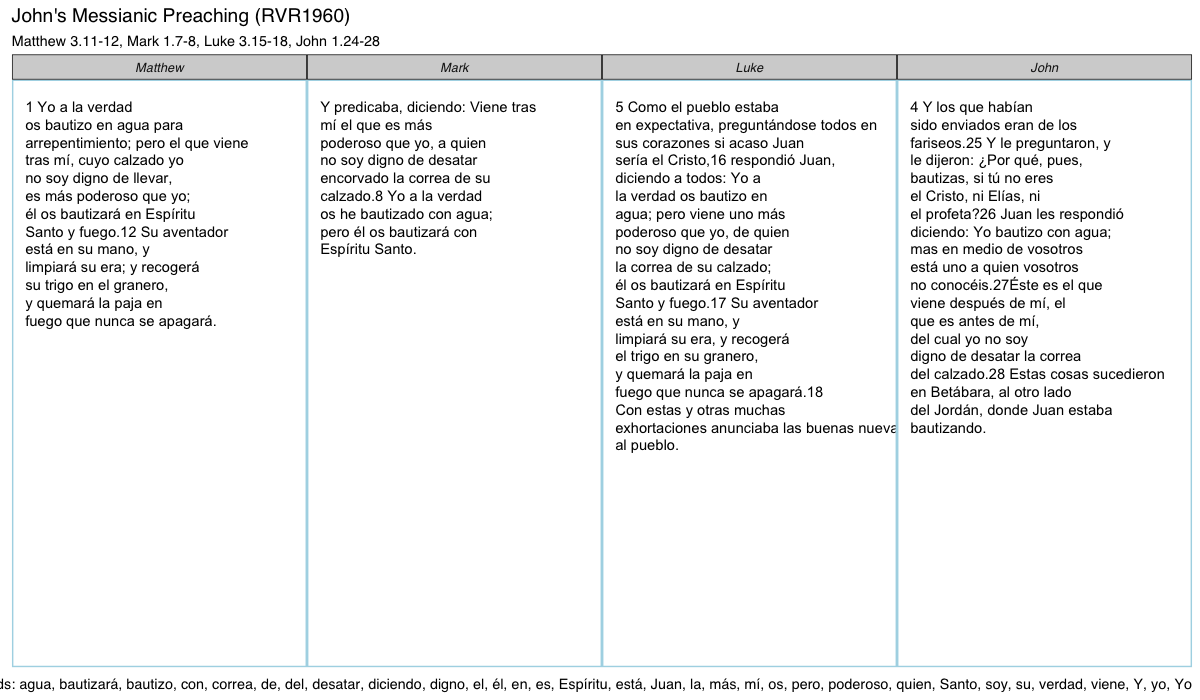 John's Messianic Preaching (RVR1960)
Matthew 3.11-12, Mark 1.7-8, Luke 3.15-18, John 1.24-28
Matthew
1 Yo a la verdad
os bautizo en agua para
arrepentimiento; pero el que viene
tras mí, cuyo calzado yo
no soy digno de llevar,
es más poderoso que yo;
él os bautizará en Espíritu
Santo y fuego.12 Su aventador
está en su mano, y
limpiará su era; y recogerá
su trigo en el granero,
y quemará la paja en
fuego que nunca se apagará.
Mark
Y predicaba, diciendo: Viene tras
mí el que es más
poderoso que yo, a quien
no soy digno de desatar
encorvado la correa de su
calzado.8 Yo a la verdad
os he bautizado con agua;
pero él os bautizará con
Espíritu Santo.
Luke
5 Como el pueblo estaba
en expectativa, preguntándose todos en
sus corazones si acaso Juan
sería el Cristo,16 respondió Juan,
diciendo a todos: Yo a
la verdad os bautizo en
agua; pero viene uno más
poderoso que yo, de quien
no soy digno de desatar
la correa de su calzado;
él os bautizará en Espíritu
Santo y fuego.17 Su aventador
está en su mano, y
limpiará su era, y recogerá
el trigo en su granero,
y quemará la paja en
fuego que nunca se apagará.18
Con estas y otras muchas
exhortaciones anunciaba las buenas nueva
al pueblo.
John
4 Y los que habían
sido enviados eran de los
fariseos.25 Y le preguntaron, y
le dijeron: ¿Por qué, pues,
bautizas, si tú no eres
el Cristo, ni Elías, ni
el profeta?26 Juan les respondió
diciendo: Yo bautizo con agua;
mas en medio de vosotros
está uno a quien vosotros
no conocéis.27Éste es el que
viene después de mí, el
que es antes de mí,
del cual yo no soy
digno de desatar la correa
del calzado.28 Estas cosas sucedieron
en Betábara, al otro lado
del Jordán, donde Juan estaba
bautizando.
ds: agua, bautizará, bautizo, con, correa, de, del, desatar, diciendo, digno, el, él, en, es, Espíritu, está, Juan, la, más, mí, os, pero, poderoso, quien, Santo, soy, su, verdad, viene, Y, yo, Yo